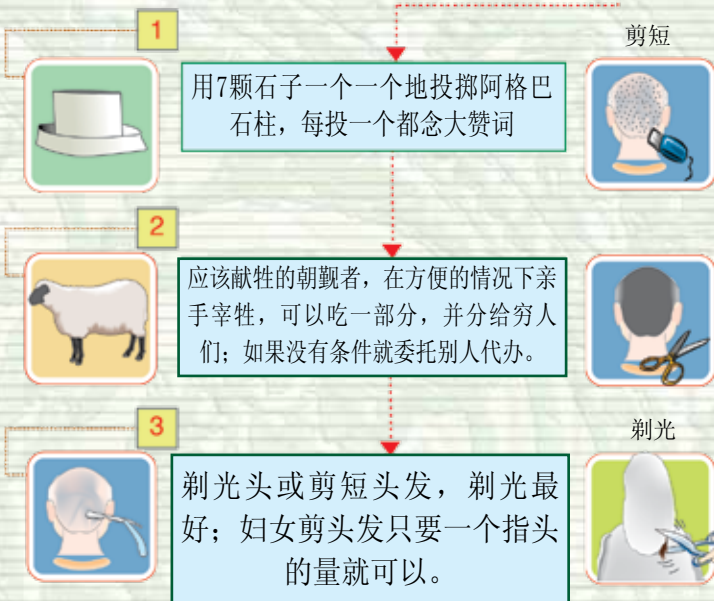 1
剪短
用7颗石子一个一个地投掷阿格巴
石柱，每投一个都念大赞词
2
应该献牲的朝觐者，在方便的情况下亲
手宰牲，可以吃一部分，并分给穷人
们；如果没有条件就委托别人代办。
3
剃光
剃光头或剪短头发，剃光最
好；妇女剪头发只要一个指头
的量就可以。